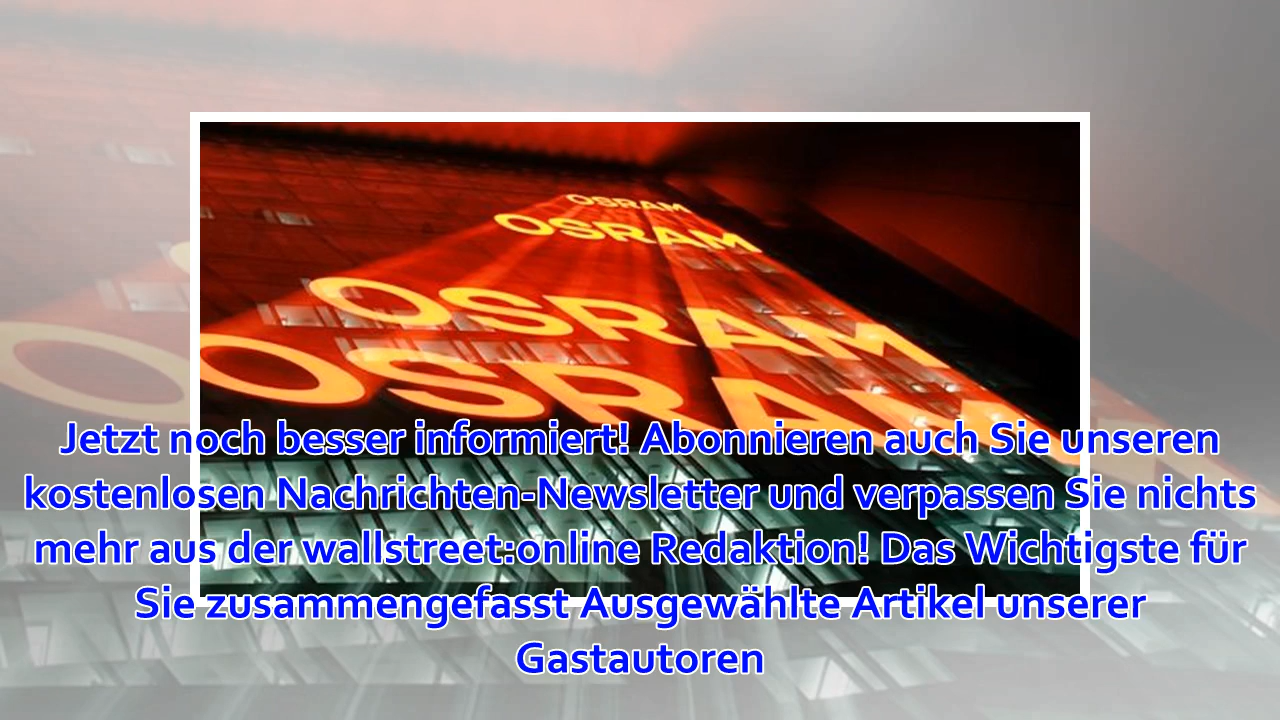 OSRAM
OSRAM
OSRAM
OSRAM
Jetzt noch besser informiert! Abonnieren auch Sie unseren
kostenlosen Nachrichten-Newsletter und verpassen Sie nichts
mehr aus der wallstreet:online Redaktion! Das Wichtigste für
Sie zusammengefasst Ausgewählte Artikel unserer
Gastautoren